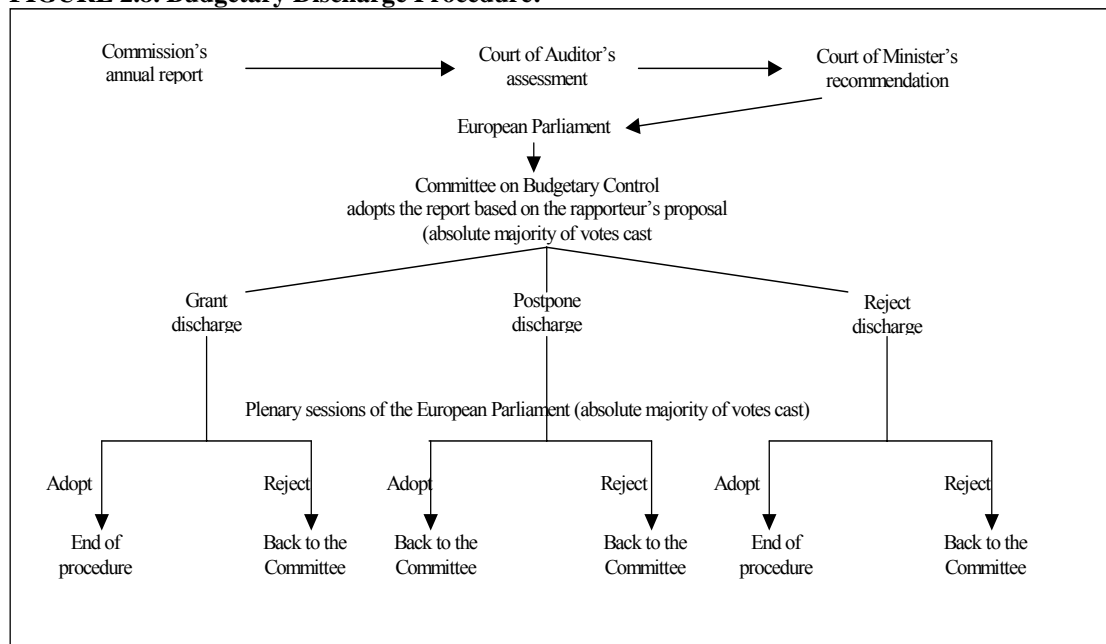 FIGURE 2.8. Budgetary Discharge Procedure.
Commission's
annual report
Court of Auditor's
assessment
Court of Minister's
recommendation
European Parliament
Committee on Budgetary Control
adopts the report based on the rapporteur's proposal
(absolute majority of votes cast
Grant
discharge
Postpone
discharge
Reject
discharge
Plenary sessions of the European Parliament (absolute majority of votes cast)
Adopt
Reject
Adopt
Reject
Adopt
Reject
End of
procedure
Back to the
Committee
Back to the
Committee
Back to the
Committee
End of
procedure
Back to the
Committee